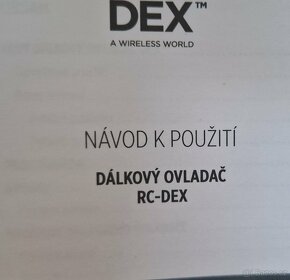 DEX™
A WIRELESS WORLD
NÁVOD K POUŽITÍ
DÁLKOVÝ OVLADAČ
RC-DEX